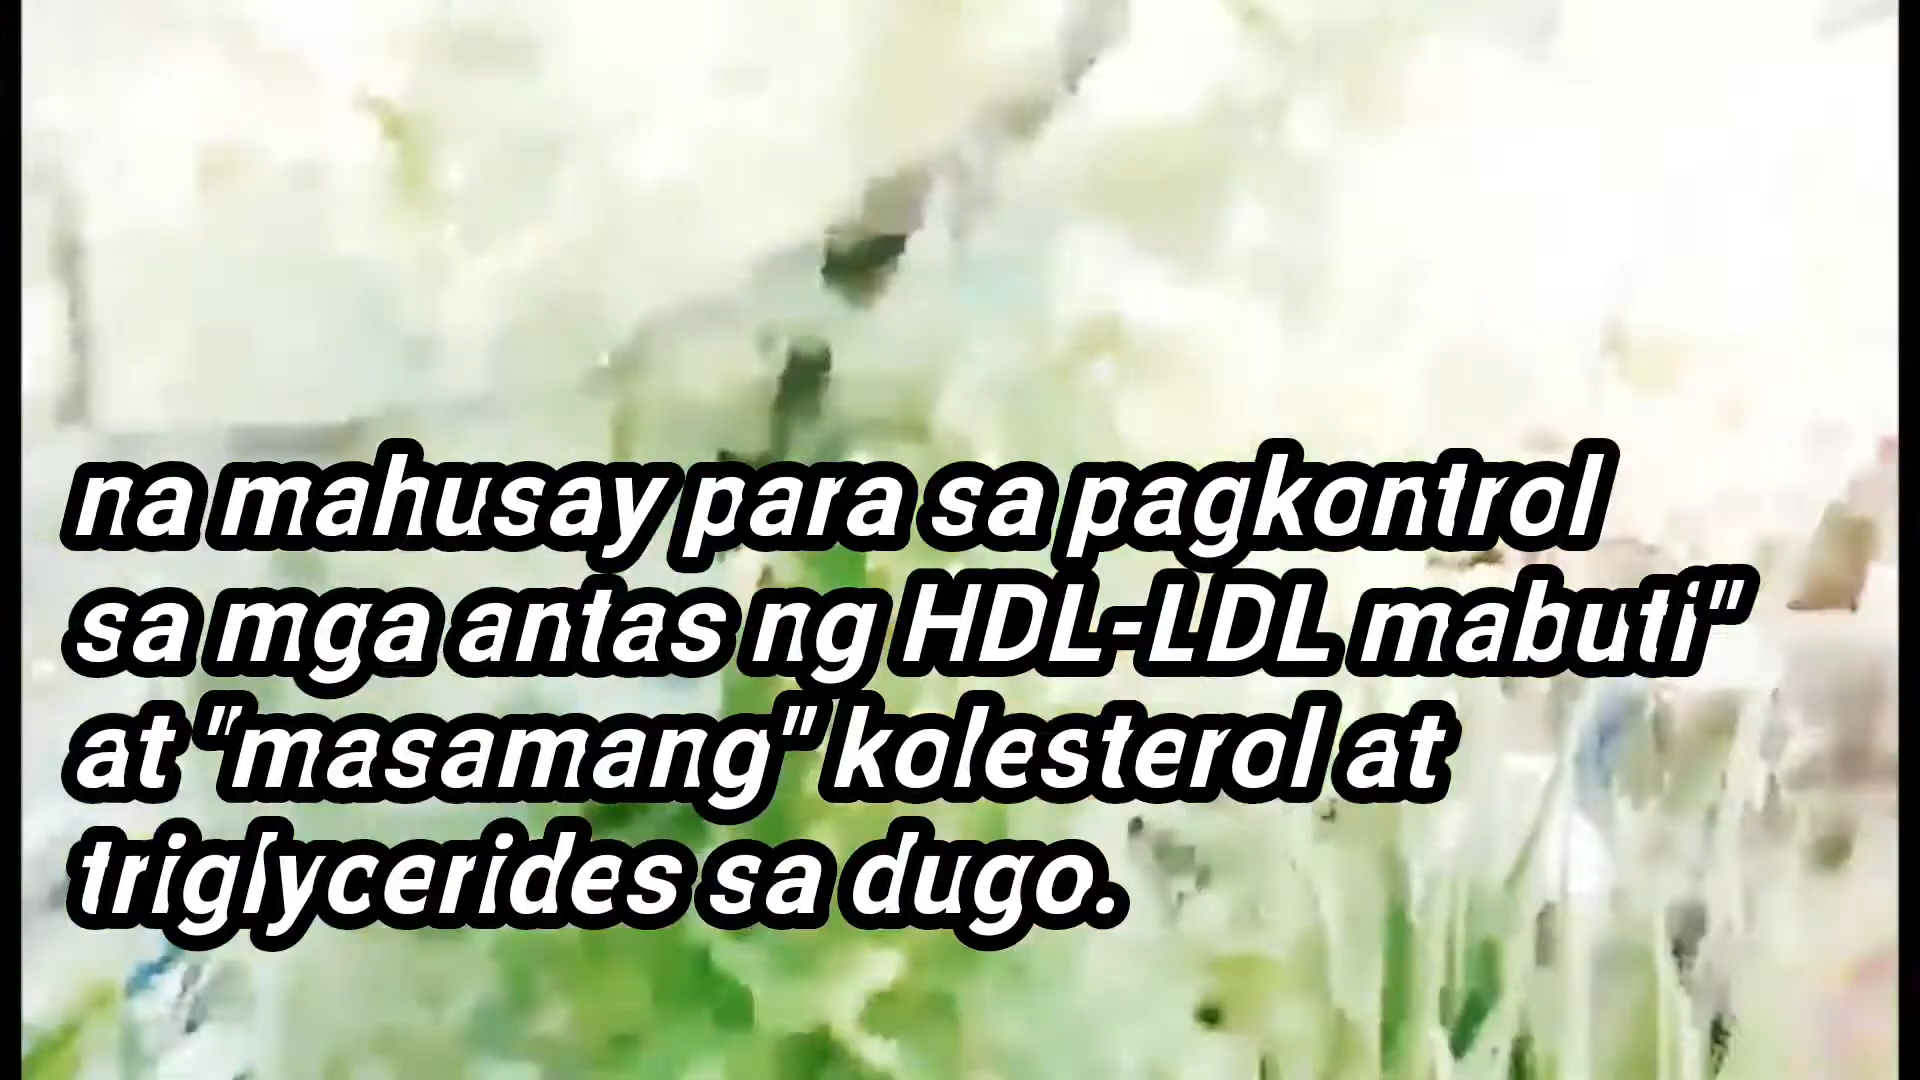 na mahusay para sa pagkontrol
sa mga antas ng HDL-LDL mabuti"
at "masamang" kolesterol at
triglycerides sa dugo.